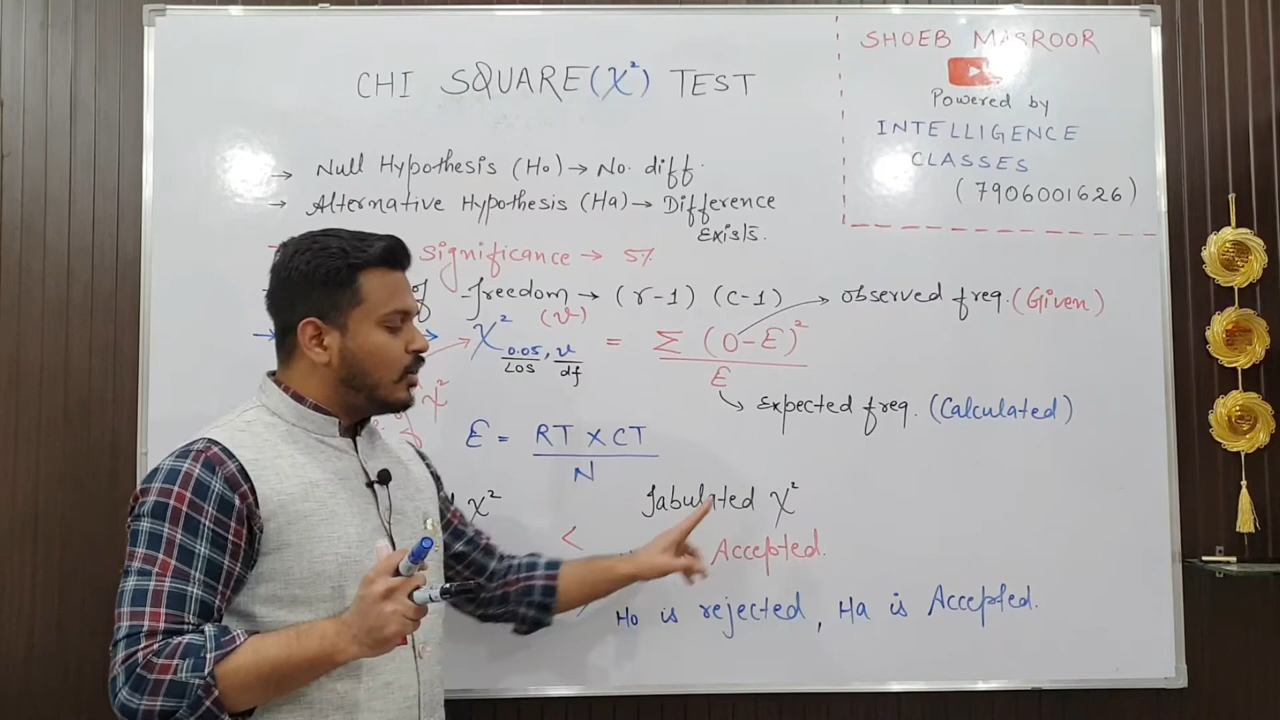 CHI SQUARE (χ²) TEST
SHOEB MASROOR
Powered by
INTELLIGENCE
CLASSES
(7906001626)
→ Null Hypothesis (Ho) → No. diff.
→ Alternative Hypothesis (Ha) → Difference
Exists.
Significance → 5%
of freedom → (r-1) (c-1)
(v)
→ observed freq. (Given)
χ² 0.05/LOS, v/df = Σ (O-E)² / E
→ Expected freq. (Calculated)
χ²
E = RT X CT / N
χ² Tabulated χ²
< Accepted.
Ho is rejected, Ha is Accepted.